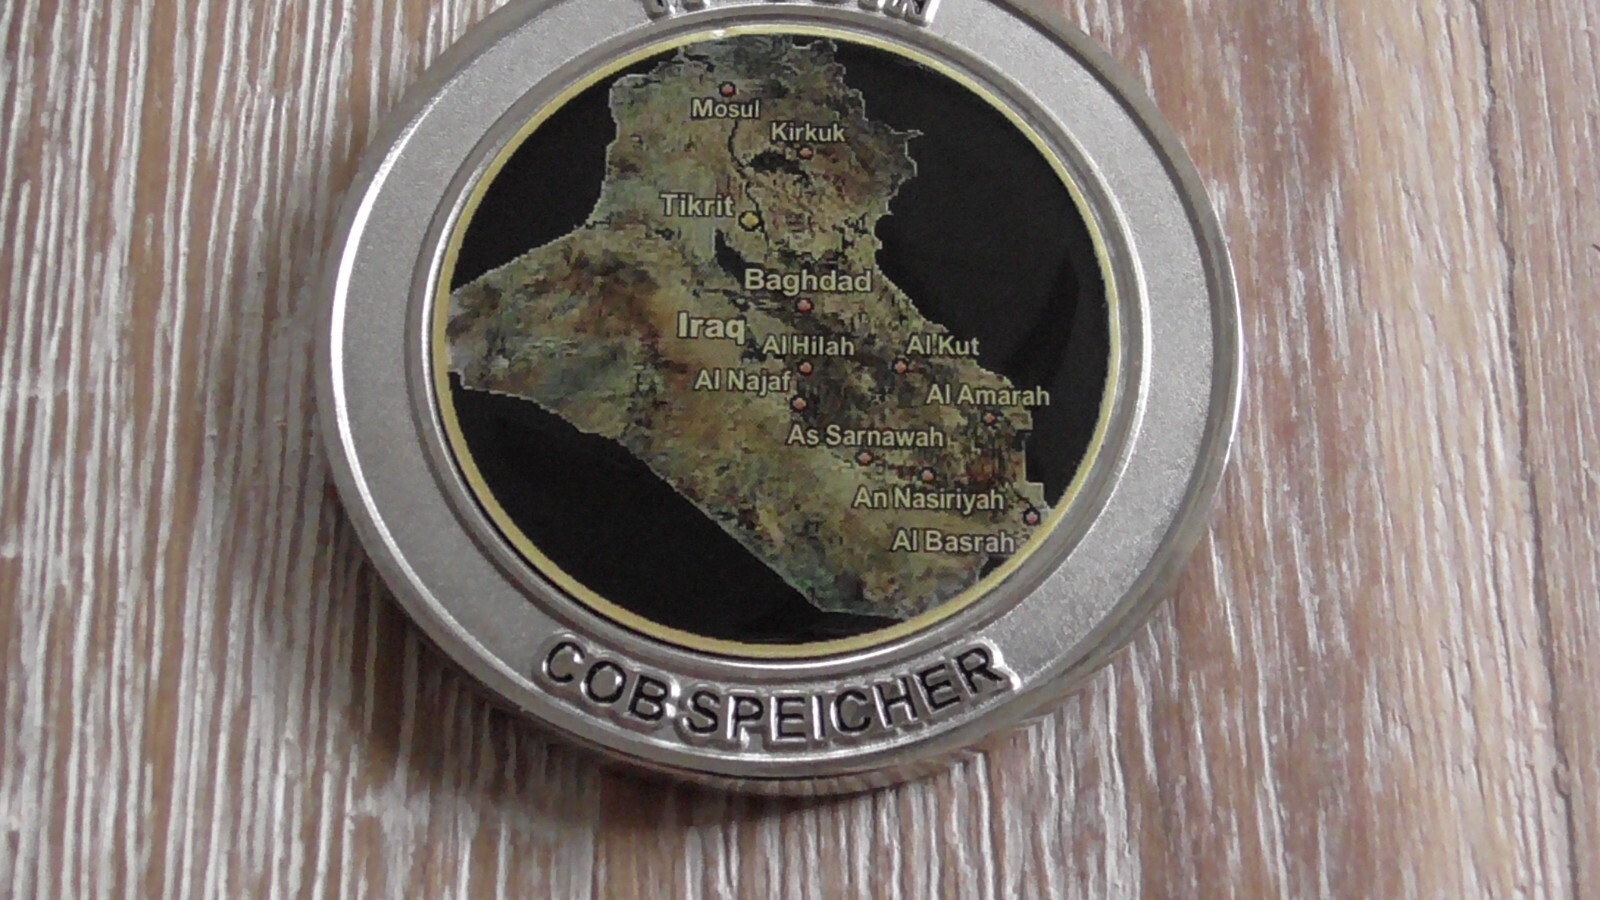 Mosul
Kirkuk
Tikrit
Baghdad
Iraq
Al Hilah
Al Kut
Al Najaf
Al Amarah
As Sarnawah
An Nasiriyah
Al Basrah
COB SPEICHER